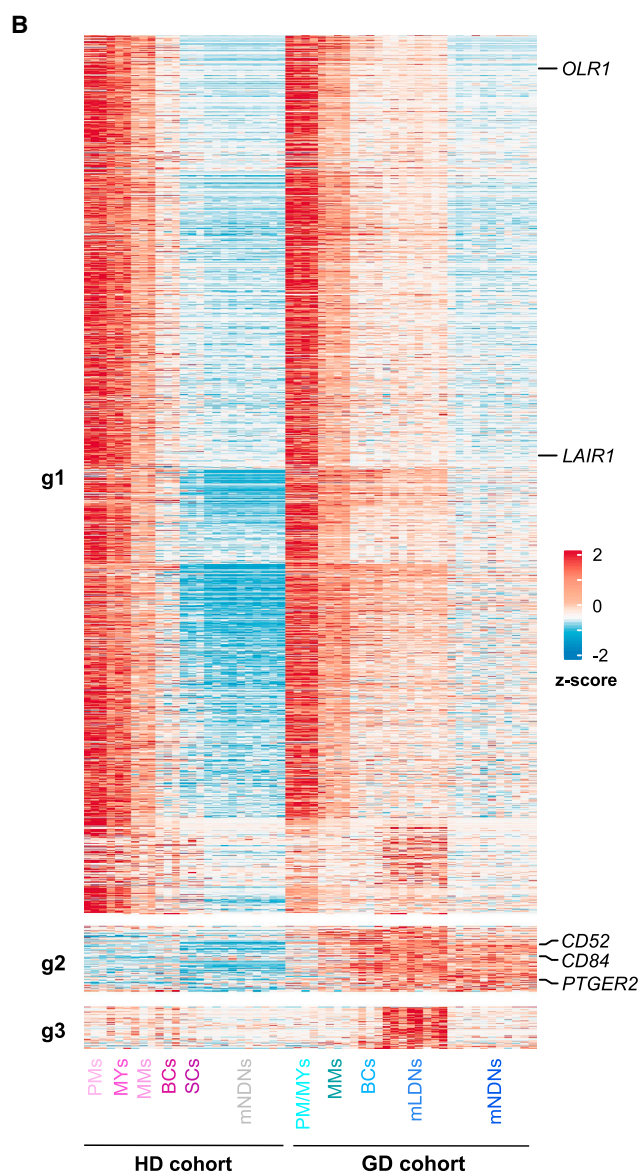 B
OLR1
LAIR1
g1
2
0
-2
z-score
CD52
g2
CD84
PTGER2
g3
PMs
MYs
MMs
BCs
SCs
mNDNs
PM/MYs
MMs
BCs
mLDNs
mNDNs
HD cohort
GD cohort